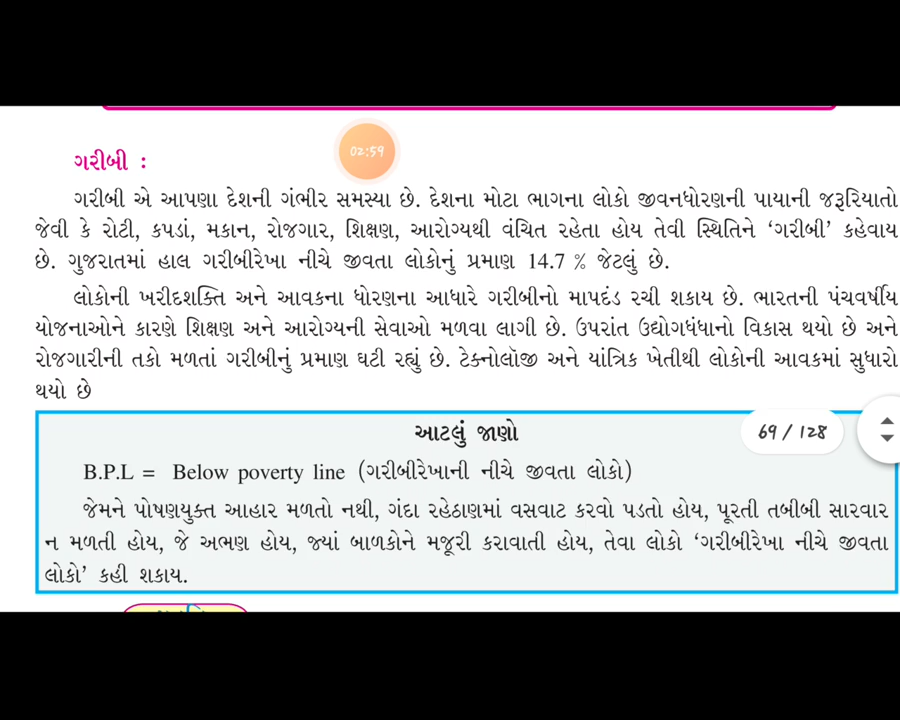 02:59
ગરીબી :
ગરીબી એ આપણા દેશની ગંભીર સમસ્યા છે. દેશના મોટા ભાગના લોકો જીવનધોરણની પાયાની જરૂરિયાતો
જેવી કે રોટી, કપડાં, મકાન, રોજગાર, શિક્ષણ, આરોગ્યથી વંચિત રહેતા હોય તેવી સ્થિતિને ‘ગરીબી’ કહેવાય
છે. ગુજરાતમાં હાલ ગરીબીરેખા નીચે જીવતા લોકોનું પ્રમાણ 14.7 % જેટલું છે.
લોકોની ખરીદશક્તિ અને આવકના ધોરણના આધારે ગરીબીનો માપદંડ રચી શકાય છે. ભારતની પંચવર્ષીય
યોજનાઓને કારણે શિક્ષણ અને આરોગ્યની સેવાઓ મળવા લાગી છે. ઉપરાંત ઉદ્યોગધંધાનો વિકાસ થયો છે અને
રોજગારીની તકો મળતાં ગરીબીનું પ્રમાણ ઘટી રહ્યું છે. ટેક્નોલૉજી અને યાંત્રિક ખેતીથી લોકોની આવકમાં સુધારો
થયો છે
આટલું જાણો
69 / 128
B.P.L = Below poverty line (ગરીબીરેખાની નીચે જીવતા લોકો)
જેમને પોષણયુક્ત આહાર મળતો નથી, ગંદા રહેઠાણમાં વસવાટ કરવો પડતો હોય, પૂરતી તબીબી સારવાર
ન મળતી હોય, જે અભણ હોય, જ્યાં બાળકોને મજૂરી કરાવાતી હોય, તેવા લોકો ‘ગરીબીરેખા નીચે જીવતા
લોકો’ કહી શકાય.